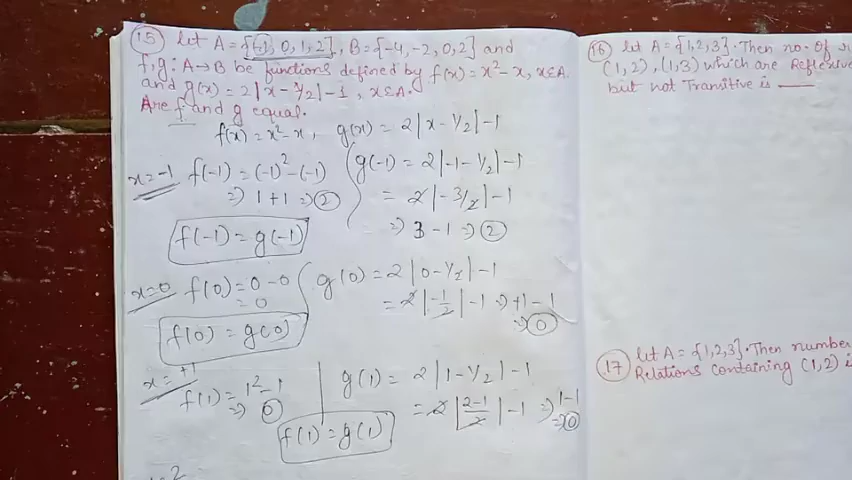 15 let A = {-1, 0, 1, 2}, B = {-4, -2, 0, 2} and
f, g : A→B be functions defined by f(x) = x² - x, x∈A
and g(x) = 2|x - 1/2| - 1, x∈A.
Are f and g equal.
f(x) = x² - x, g(x) = 2|x - 1/2| - 1
x = -1 f(-1) = (-1)² - (-1)
⇒ 1 + 1 ⇒ 2
f(-1) = g(-1)
g(-1) = 2|-1 - 1/2| - 1
= 2|-3/2| - 1
⇒ 3 - 1 ⇒ 2
x = 0 f(0) = 0 - 0
= 0
f(0) = g(0)
g(0) = 2|0 - 1/2| - 1
= 2|-1/2| - 1 ⇒ +1 - 1
⇒ 0
x = +1
f(1) = 1² - 1
⇒ 0
g(1) = 2|1 - 1/2| - 1
= 2|2-1/2| - 1 ⇒ 1 - 1
⇒ 0
f(1) = g(1)
16 let A = {1, 2, 3}. Then no. of
(1, 2), (1, 3) which are Reflexive
but not Transitive is
17 let A = {1, 2, 3}. Then number
Relations containing (1, 2)